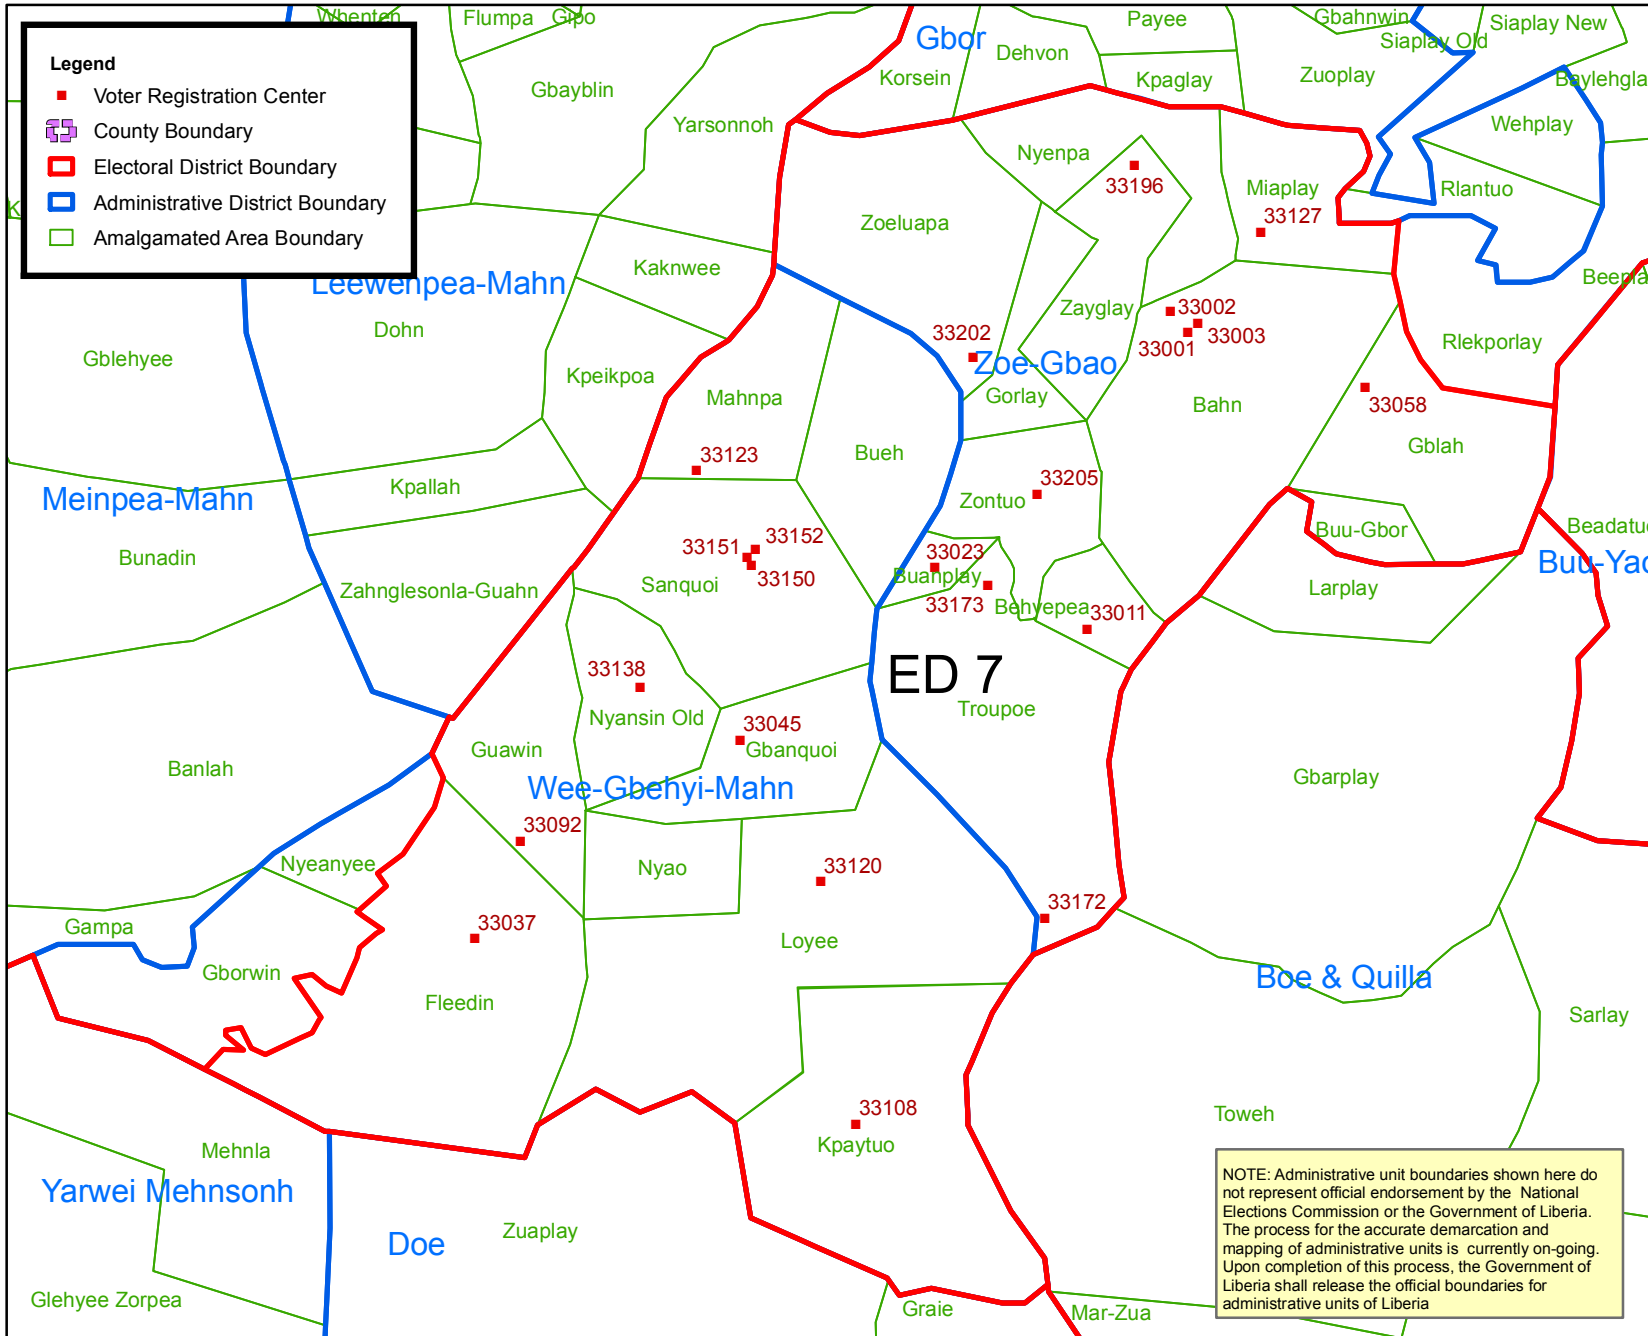 Whenten
Flumpa
Gipo
Gbor
Payee
Gbahnwin
Siaplay New
Siaplay Old
Legend
Voter Registration Center
County Boundary
Electoral District Boundary
Administrative District Boundary
Amalgamated Area Boundary
Gbayblin
Korsein
Dehvon
Kpaglay
Zuoplay
Baylehgla
Yarsonnoh
Wehplay
Nyenpa
33196
Miaplay
Rlantuo
33127
Zoeluapa
Kaknwee
Leewehpea-Mahn
Beepla
Dohn
Zayglay
33002
33202
33001
33003
Gblehyee
Rlekporlay
Kpeikpoa
Zoe-Gbao
Mahnpa
Gorlay
Bahn
33058
Gblah
33123
Bueh
Kpallah
Meinpea-Mahn
Zontuo
33205
Buu-Gbor
Beadatuo
Bunadin
33151
33152
33150
33023
Buanplay
Buu-Yao
Zahnglesonla-Guahn
Sanquoi
33173
Behyepea
33011
Larplay
33138
ED 7
Nyansin Old
Troupoe
33045
Guawin
Gbanquoi
Banlah
Gbarplay
Wee-Gbehyi-Mahn
33092
Nyeanyee
Nyao
33120
33172
Gampa
33037
Loyee
Gborwin
Boe & Quilla
Fleedin
Sarlay
33108
Toweh
Kpaytuo
Mehnla
Yarwei Mehnsonh
Zuaplay
Doe
Glehyee Zorpea
Graie
Mar-Zua
NOTE: Administrative unit boundaries shown here do
not represent official endorsement by the National
Elections Commission or the Government of Liberia.
The process for the accurate demarcation and
mapping of administrative units is currently on-going.
Upon completion of this process, the Government of
Liberia shall release the official boundaries for
administrative units of Liberia